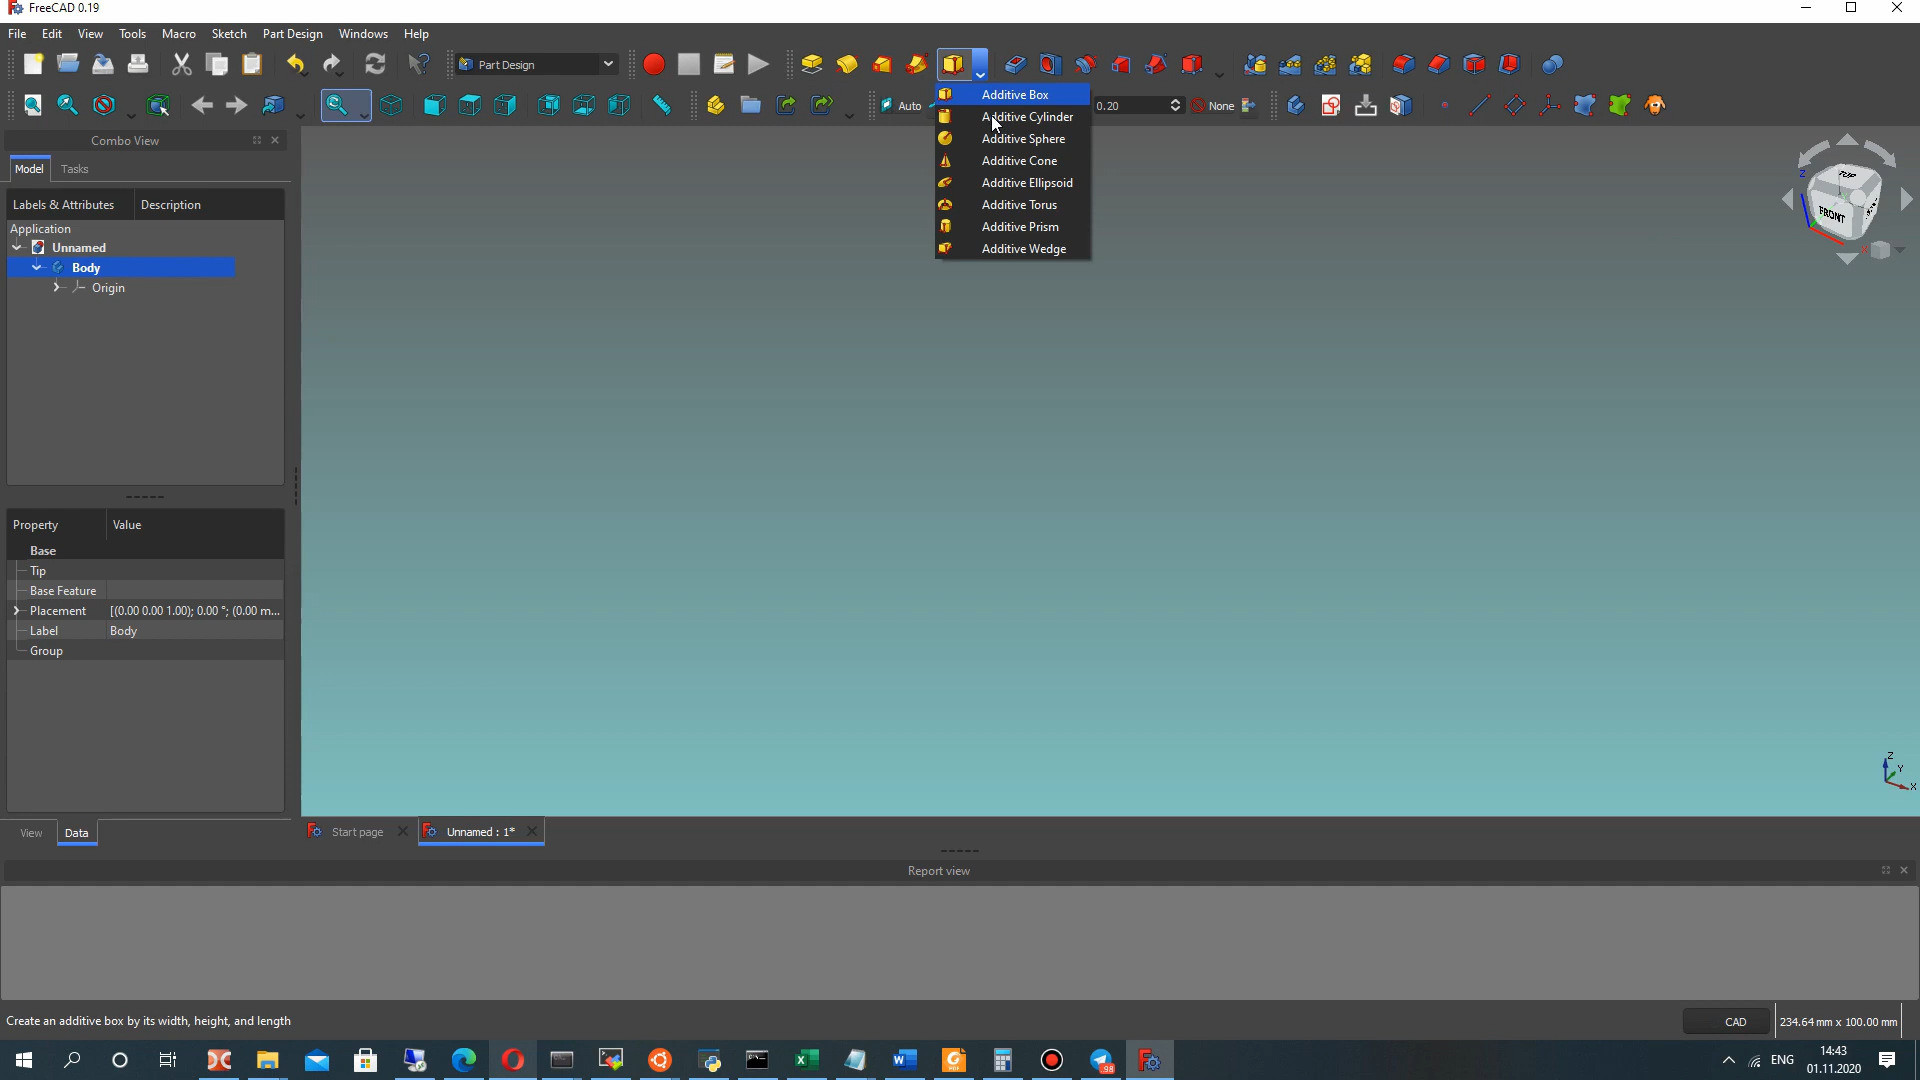 FreeCAD 0.19
File Edit View Tools Macro Sketch Part Design Windows Help
Part Design
Auto
0.20
None
Additive Box
Additive Cylinder
Additive Sphere
Additive Cone
Additive Ellipsoid
Additive Torus
Additive Prism
Additive Wedge
Combo View
Model Tasks
Labels & Attributes Description
Application
Unnamed
Body
Origin
TOP
FRONT
Z
X
Property Value
Base
Tip
Base Feature
Placement [(0.00 0.00 1.00); 0.00 °; (0.00 m...
Label Body
Group
Z
Y
X
View Data
Start page Unnamed : 1*
Report view
Create an additive box by its width, height, and length
CAD 234.64 mm x 100.00 mm
98
ENG
14:43
01.11.2020